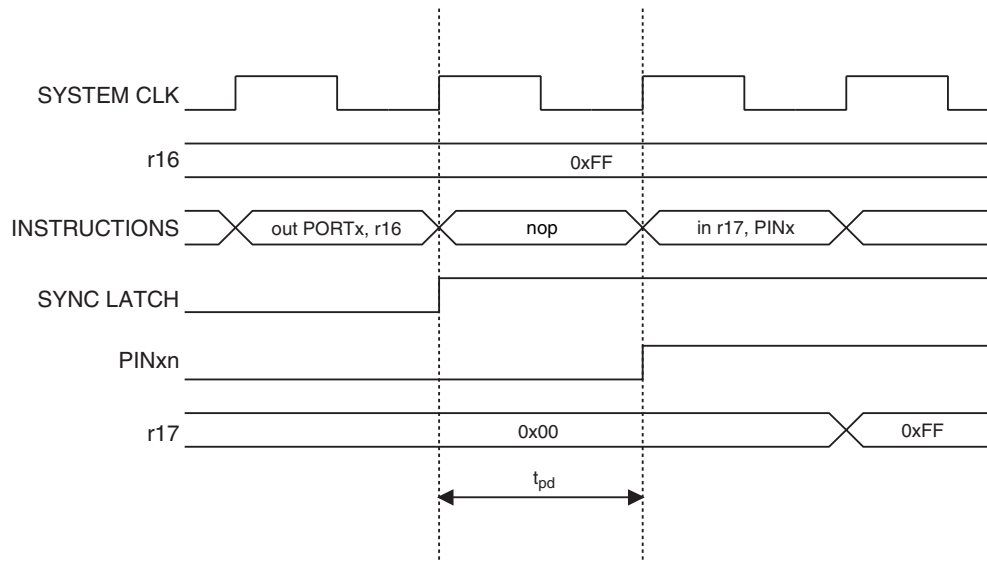 SYSTEM CLK
r16
0xFF
INSTRUCTIONS
out PORTx, r16
nop
in r17, PINx
SYNC LATCH
PINxn
r17
0x00
0xFF
tpd